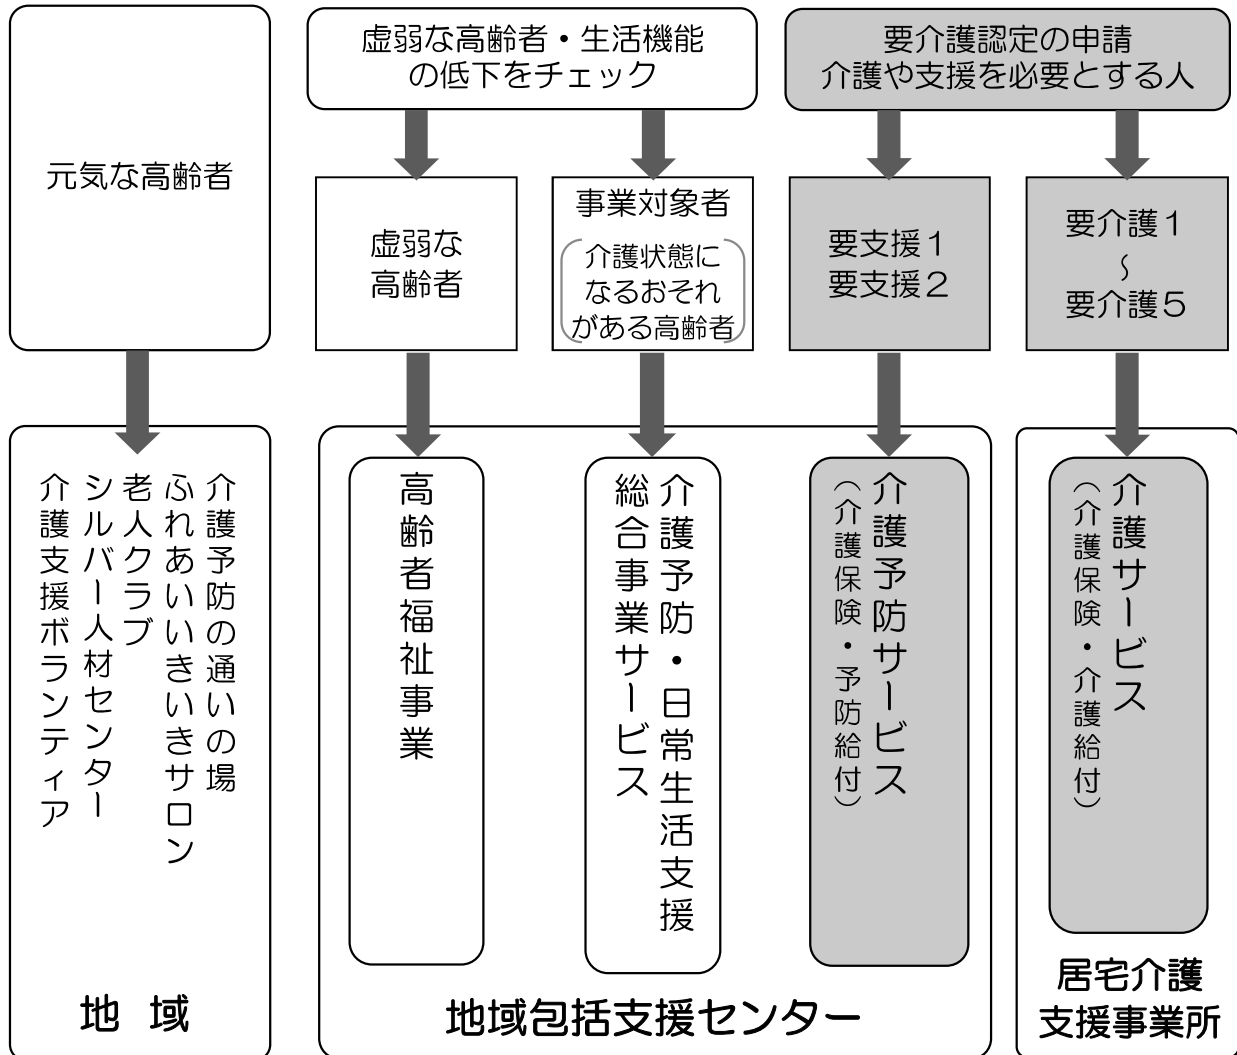 元気な高齢者
虚弱な高齢者・生活機能
の低下をチェック
要介護認定の申請
介護や支援を必要とする人
虚弱な
高齢者
事業対象者
介護状態に
なるおそれ
がある高齢者
要支援1
要支援2
要介護1
～
要介護5
介護予防の通いの場
ふれあいいきいきサロン
老人クラブ
シルバー人材センター
介護支援ボランティア
地域
高齢者福祉事業
介護予防・日常生活支援
総合事業サービス
介護予防サービス
（介護保険・予防給付）
地域包括支援センター
介護サービス
（介護保険・介護給付）
居宅介護
支援事業所